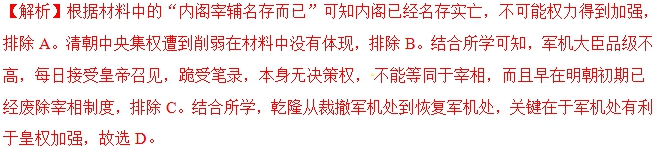 【解析】根据材料中的“内阁宰辅名存而已”可知内阁已经名存实亡，不可能权力得到加强，
排除 A。清朝中央集权遭到削弱在材料中没有体现，排除 B。结合所学可知，军机大臣品级不
高，每日接受皇帝召见，跪受笔录，本身无决策权，不能等同于宰相，而且早在明朝初期已
经废除宰相制度，排除 C。结合所学，乾隆从裁撤军机处到恢复军机处，关键在于军机处有利
于皇权加强，故选 D。